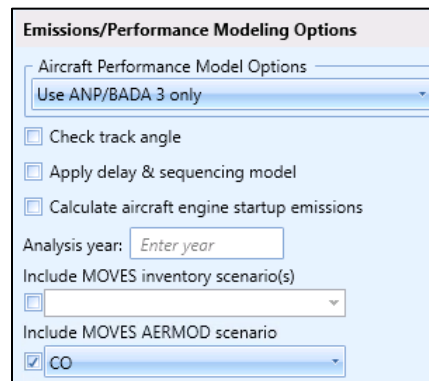 Emissions/Performance Modeling Options
Aircraft Performance Model Options
Use ANP/BADA 3 only
Check track angle
Apply delay & sequencing model
Calculate aircraft engine startup emissions
Analysis year: Enter year
Include MOVES inventory scenario(s)
Include MOVES AERMOD scenario
CO